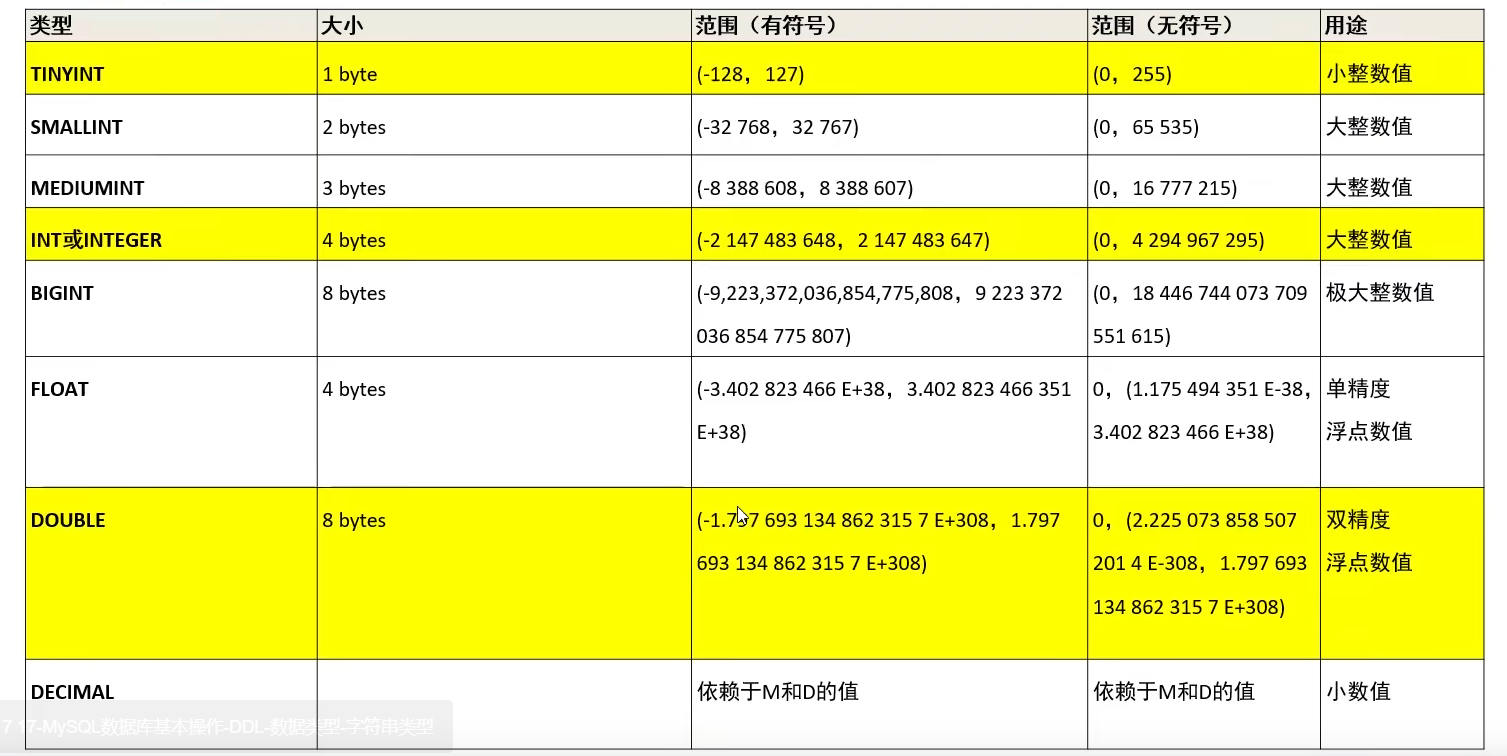 类型 大小 范围（有符号） 范围（无符号） 用途
TINYINT 1 byte (-128，127) (0，255) 小整数值
SMALLINT 2 bytes (-32 768，32 767) (0，65 535) 大整数值
MEDIUMINT 3 bytes (-8 388 608，8 388 607) (0，16 777 215) 大整数值
INT或INTEGER 4 bytes (-2 147 483 648，2 147 483 647) (0，4 294 967 295) 大整数值
BIGINT 8 bytes (-9,223,372,036,854,775,808，9 223 372 (0，18 446 744 073 709 极大整数值
036 854 775 807) 551 615)
FLOAT 4 bytes (-3.402 823 466 E+38，3.402 823 466 351 0，(1.175 494 351 E-38， 单精度
E+38) 3.402 823 466 E+38) 浮点数值
DOUBLE 8 bytes (-1.797 693 134 862 315 7 E+308，1.797 0，(2.225 073 858 507 双精度
693 134 862 315 7 E+308) 201 4 E-308，1.797 693 浮点数值
134 862 315 7 E+308)
DECIMAL 依赖于M和D的值 依赖于M和D的值 小数值
7 17-MySQL数据库基本操作-DDL-数据类型-字符串类型